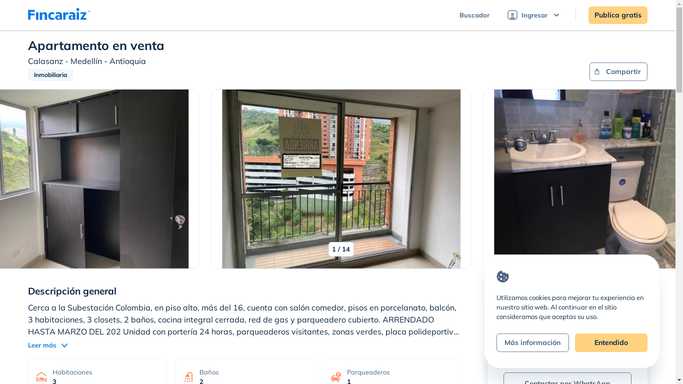 Fincaraiz
Buscador
Ingresar
Publica gratis
Apartamento en venta
Calasanz - Medellín - Antioquia
Inmobiliaria
Compartir
1 / 14
Descripción general
Cerca a la Subestación Colombia, en piso alto, más del 16, cuenta con salón comedor, pisos en porcelanato, balcón,
3 habitaciones, 3 closets, 2 baños, cocina integral cerrada, red de gas y parqueadero cubierto. ARRENDADO
HASTA MARZO DEL 202 Unidad con portería 24 horas, parqueaderos visitantes, zonas verdes, placa polideportiv...
Leer más
Habitaciones
3
Baños
2
Parqueaderos
1
Utilizamos cookies para mejorar tu experiencia en
nuestro sitio web. Al continuar en el sitio
consideramos que aceptas su uso.
Más información
Entendido
Contactar por WhatsApp